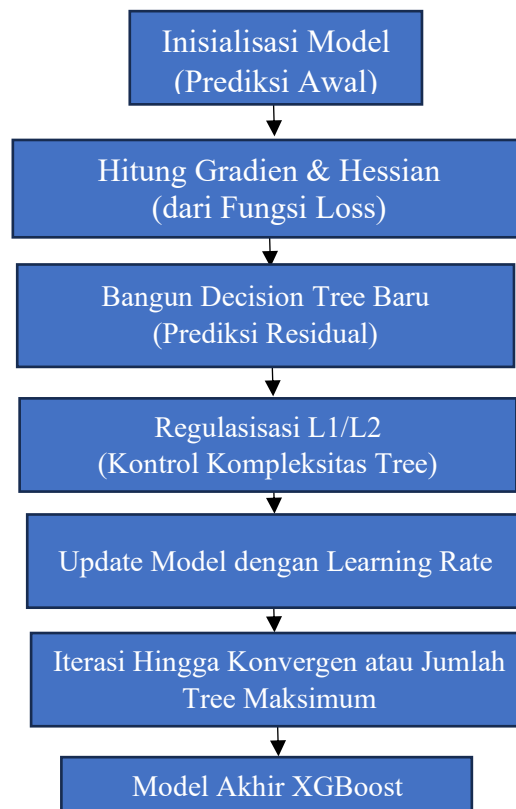 Inisialisasi Model
(Prediksi Awal)
Hitung Gradien & Hessian
(dari Fungsi Loss)
Bangun Decision Tree Baru
(Prediksi Residual)
Regulasisasi L1/L2
(Kontrol Kompleksitas Tree)
Update Model dengan Learning Rate
Iterasi Hingga Konvergen atau Jumlah
Tree Maksimum
Model Akhir XGBoost